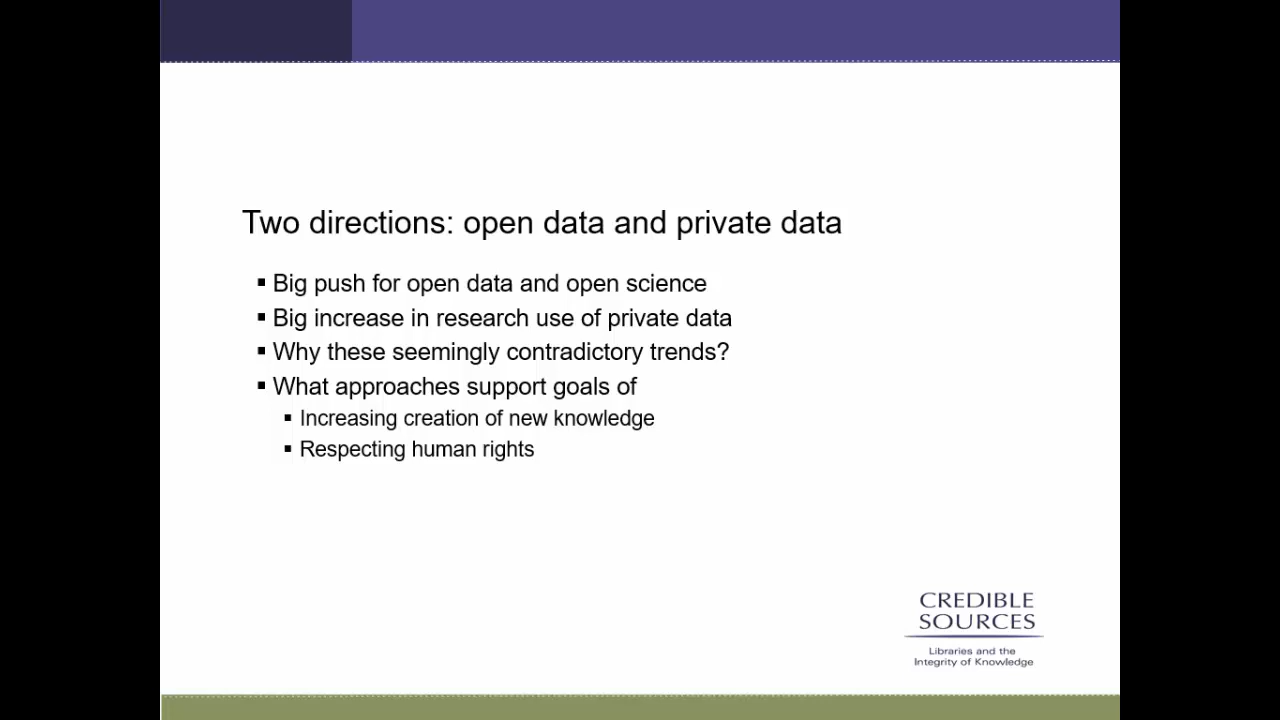 Two directions: open data and private data
▪ Big push for open data and open science
▪ Big increase in research use of private data
▪ Why these seemingly contradictory trends?
▪ What approaches support goals of
▪ Increasing creation of new knowledge
▪ Respecting human rights
CREDIBLE
SOURCES
Libraries and the
Integrity of Knowledge